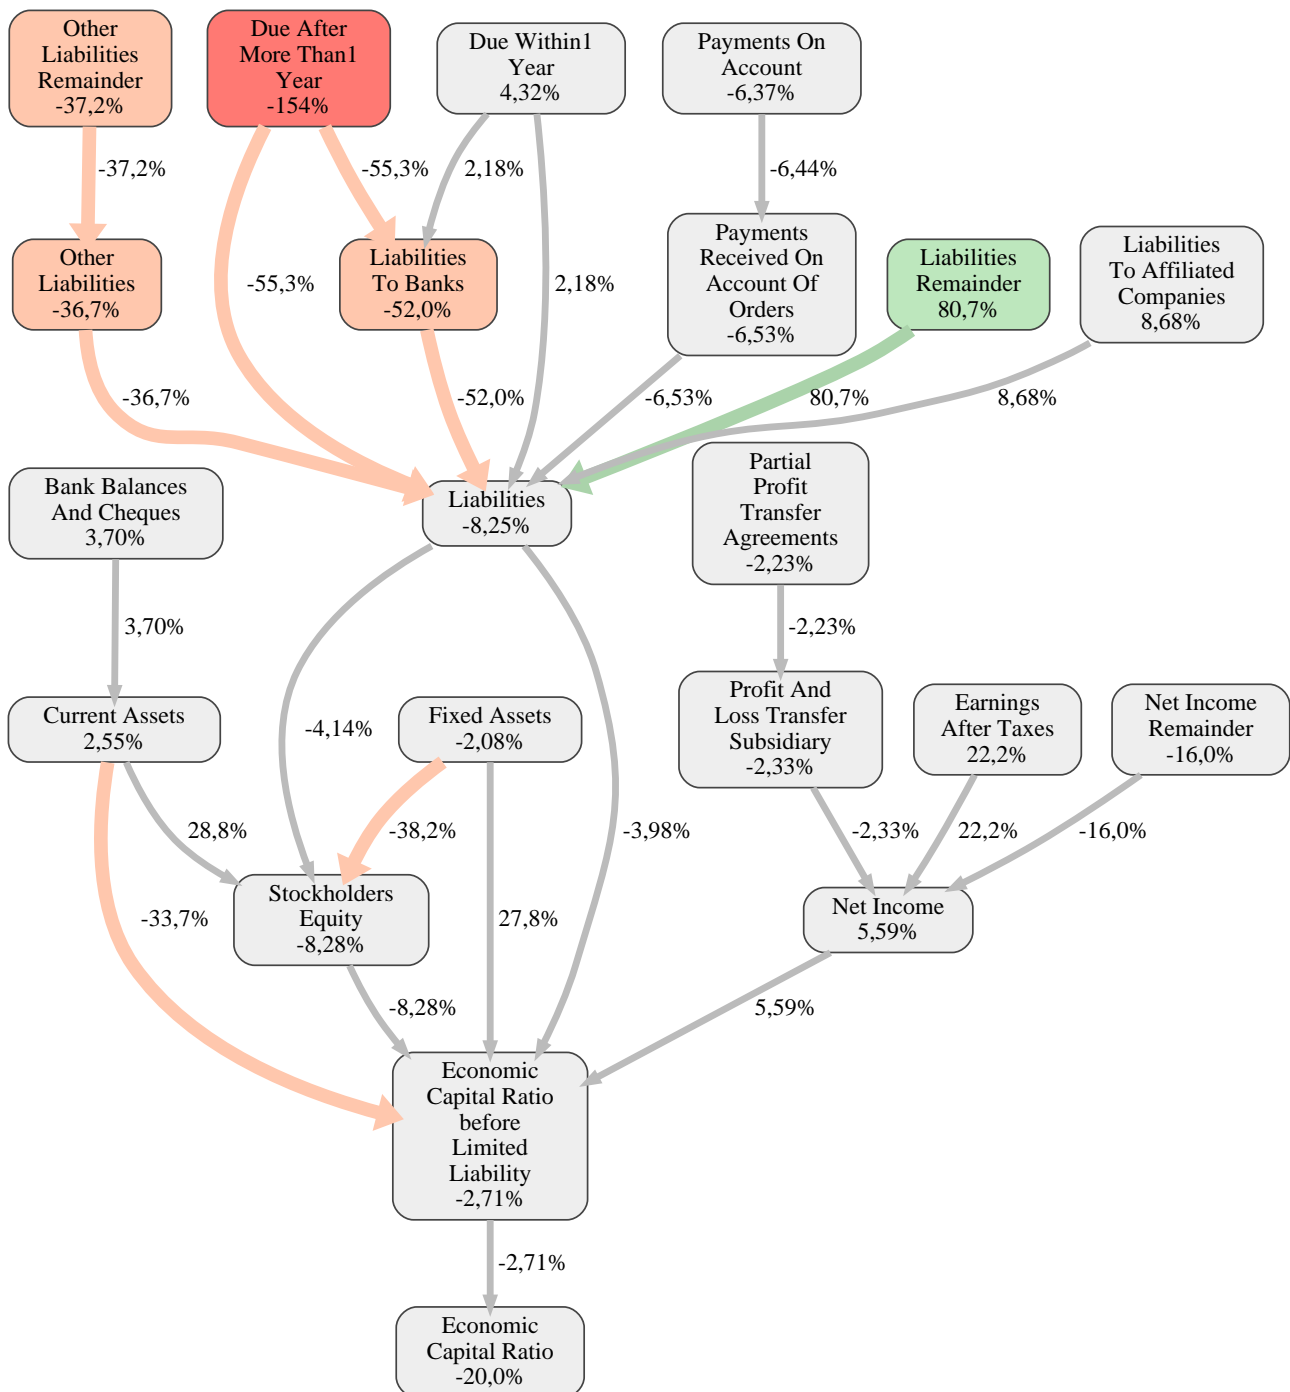 Other
Liabilities
Remainder
-37,2%
Due After
More Than1
Year
-154%
Due Within1
Year
4,32%
Payments On
Account
-6,37%
-37,2%
-55,3%
2,18%
-6,44%
Other
Liabilities
-36,7%
-55,3%
Liabilities
To Banks
-52,0%
2,18%
Payments
Received On
Account Of
Orders
-6,53%
Liabilities
Remainder
80,7%
Liabilities
To Affiliated
Companies
8,68%
-36,7%
-52,0%
-6,53%
80,7%
8,68%
Bank Balances
And Cheques
3,70%
Liabilities
-8,25%
Partial
Profit
Transfer
Agreements
-2,23%
3,70%
-2,23%
Current Assets
2,55%
-4,14%
Fixed Assets
-2,08%
Profit And
Loss Transfer
Subsidiary
-2,33%
Earnings
After Taxes
22,2%
Net Income
Remainder
-16,0%
28,8%
-38,2%
-3,98%
-2,33%
22,2%
-16,0%
-33,7%
Stockholders
Equity
-8,28%
27,8%
Net Income
5,59%
-8,28%
5,59%
Economic
Capital Ratio
before
Limited
Liability
-2,71%
-2,71%
Economic
Capital Ratio
-20,0%